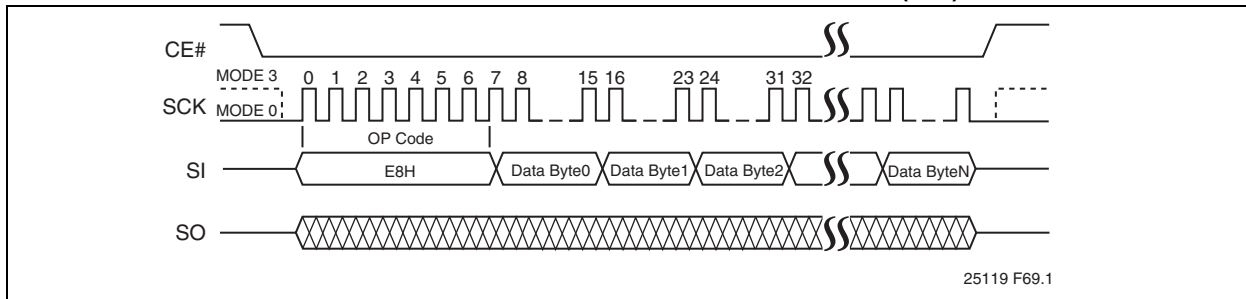 CE#
MODE 3 0 1 2 3 4 5 6 7 8 15 16 23 24 31 32
SCK MODE 0
OP Code
SI E8H Data Byte0 Data Byte1 Data Byte2 Data ByteN
SO
25119 F69.1